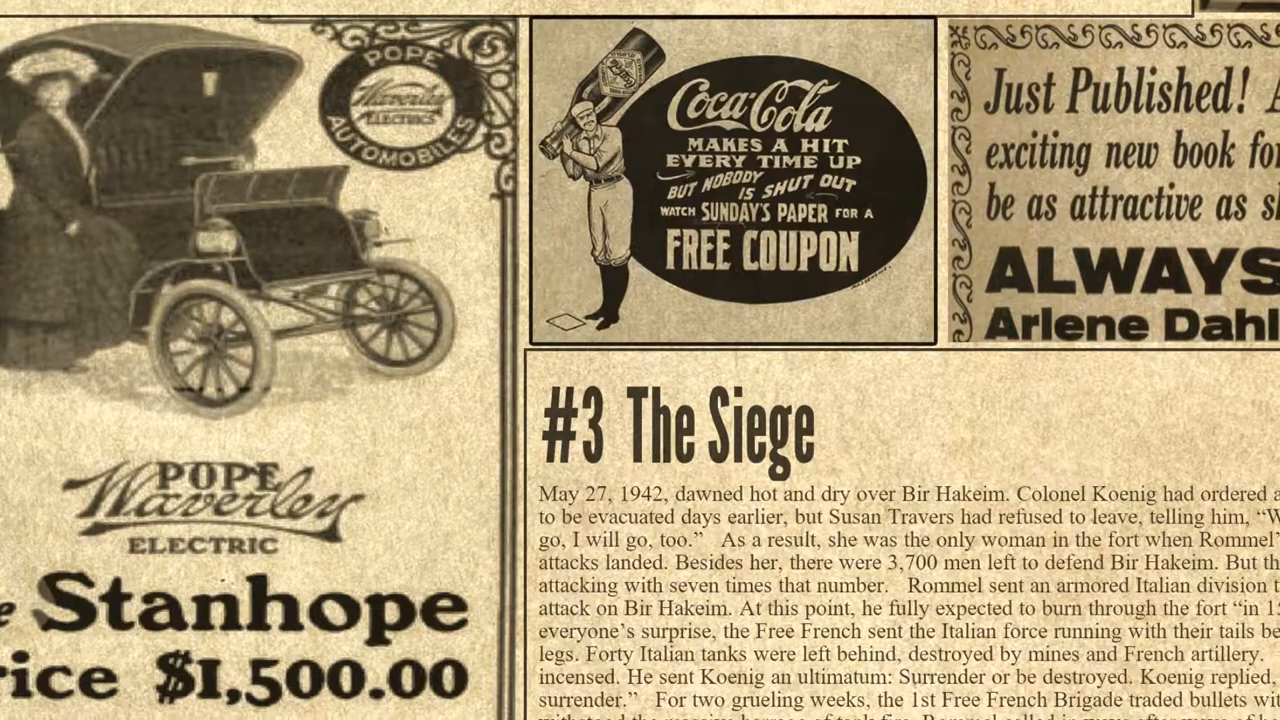 POPE
Waverley
ELECTRICS
AUTOMOBILES
POPE
Waverley
ELECTRIC
Stanhope
rice $1,500.00
Coca-Cola
MAKES A HIT
EVERY TIME UP
BUT NOBODY
IS SHUT OUT
WATCH SUNDAY'S PAPER FOR A
FREE COUPON
Just Published! A
exciting new book for
be as attractive as
ALWAYS
Arlene Dahl
#3 The Siege
May 27, 1942, dawned hot and dry over Bir Hakeim. Colonel Koenig had ordered
to be evacuated days earlier, but Susan Travers had refused to leave, telling him, “W
go, I will go, too.” As a result, she was the only woman in the fort when Rommel’
attacks landed. Besides her, there were 3,700 men left to defend Bir Hakeim. But th
attacking with seven times that number. Rommel sent an armored Italian division t
attack on Bir Hakeim. At this point, he fully expected to burn through the fort “in 15
everyone’s surprise, the Free French sent the Italian force running with their tails be
legs. Forty Italian tanks were left behind, destroyed by mines and French artillery.
incensed. He sent Koenig an ultimatum: Surrender or be destroyed. Koenig replied,
surrender.” For two grueling weeks, the 1st Free French Brigade traded bullets wi